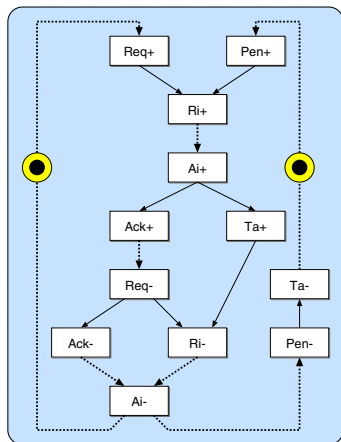 Req+ Pen+
Ri+
Ai+
Ack+ Ta+
Req- Ta-
Ack- Ri- Pen-
Ai-